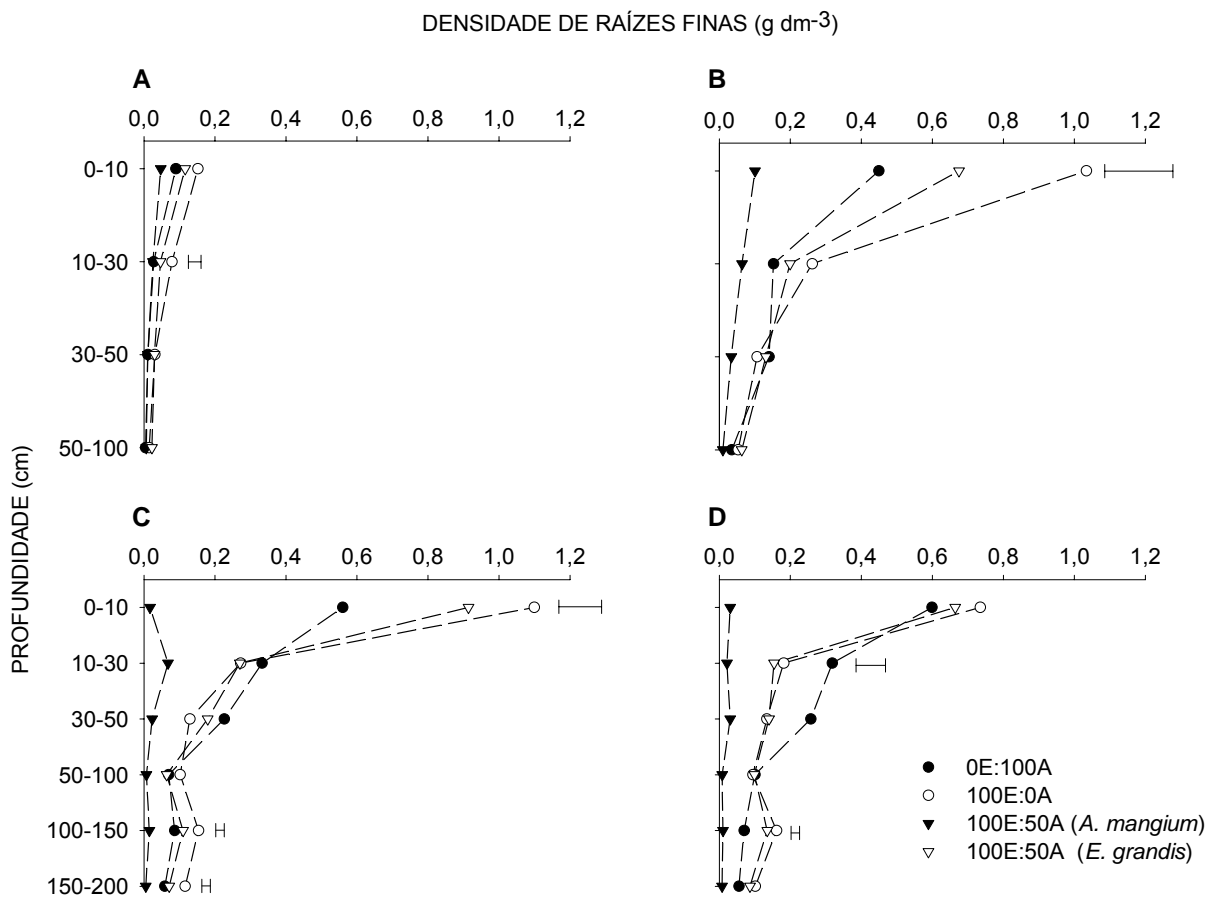 DENSIDADE DE RAÍZES FINAS (g dm-3)
A
0,0 0,2 0,4 0,6 0,8 1,0 1,2
0-10
10-30
30-50
50-100
B
0,0 0,2 0,4 0,6 0,8 1,0 1,2
PROFUNDIDADE (cm)
C
0,0 0,2 0,4 0,6 0,8 1,0 1,2
0-10
10-30
30-50
50-100
100-150
150-200
D
0,0 0,2 0,4 0,6 0,8 1,0 1,2
0E:100A
100E:0A
100E:50A (A. mangium)
100E:50A (E. grandis)